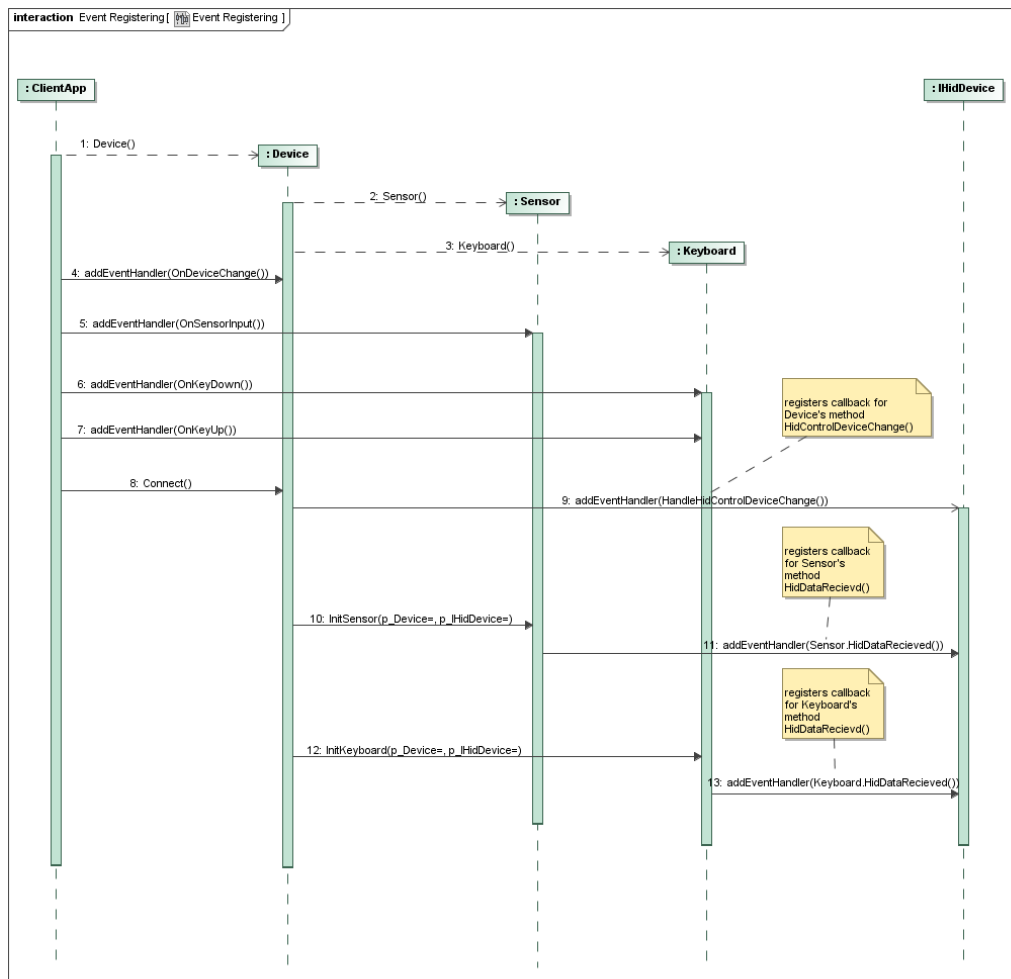 interaction Event Registering [ Event Registering ]
: ClientApp
: IHidDevice
1: Device()
: Device
2: Sensor()
: Sensor
3: Keyboard()
: Keyboard
4: addEventHandler(OnDeviceChange())
5: addEventHandler(OnSensorInput())
6: addEventHandler(OnKeyDown())
registers callback for
Device's method
HidControlDeviceChange()
7: addEventHandler(OnKeyUp())
8: Connect()
9: addEventHandler(HandleHidControlDeviceChange())
registers callback
for Sensor's
method
HidDataRecievd()
10: InitSensor(p_Device=, p_IHidDevice=)
11: addEventHandler(Sensor.HidDataRecieved())
registers callback
for Keyboard's
method
HidDataRecievd()
12: InitKeyboard(p_Device=, p_IHidDevice=)
13: addEventHandler(Keyboard.HidDataRecieved())